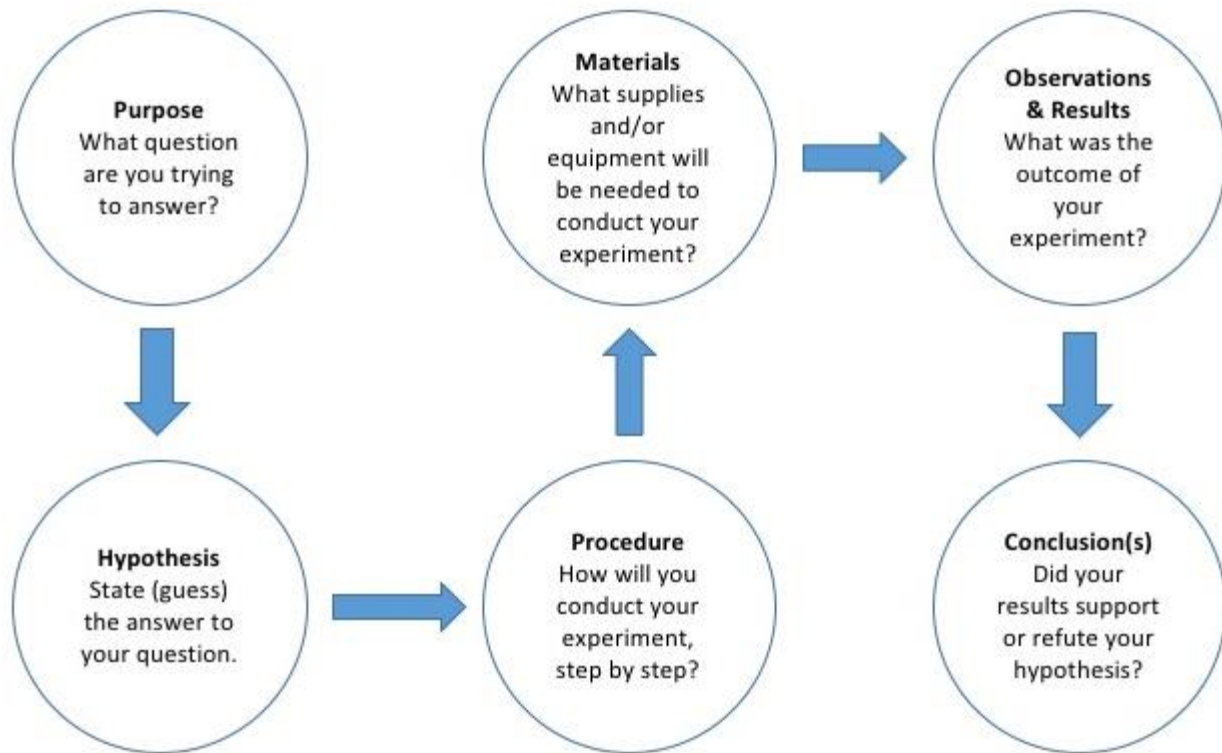 Purpose
What question
are you trying
to answer?
Hypothesis
State (guess)
the answer to
your question.
Procedure
How will you
conduct your
experiment,
step by step?
Materials
What supplies
and/or
equipment will
be needed to
conduct your
experiment?
Observations
& Results
What was the
outcome of
your
experiment?
Conclusion(s)
Did your
results support
or refute your
hypothesis?